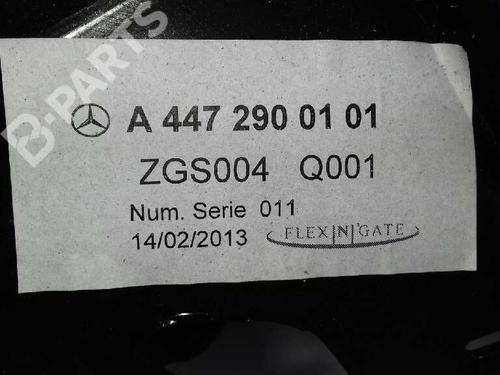 B-PARTS
A 447 290 01 01
ZGS004 Q001
Num. Serie 011
14/02/2013 FLEX|N|GATE